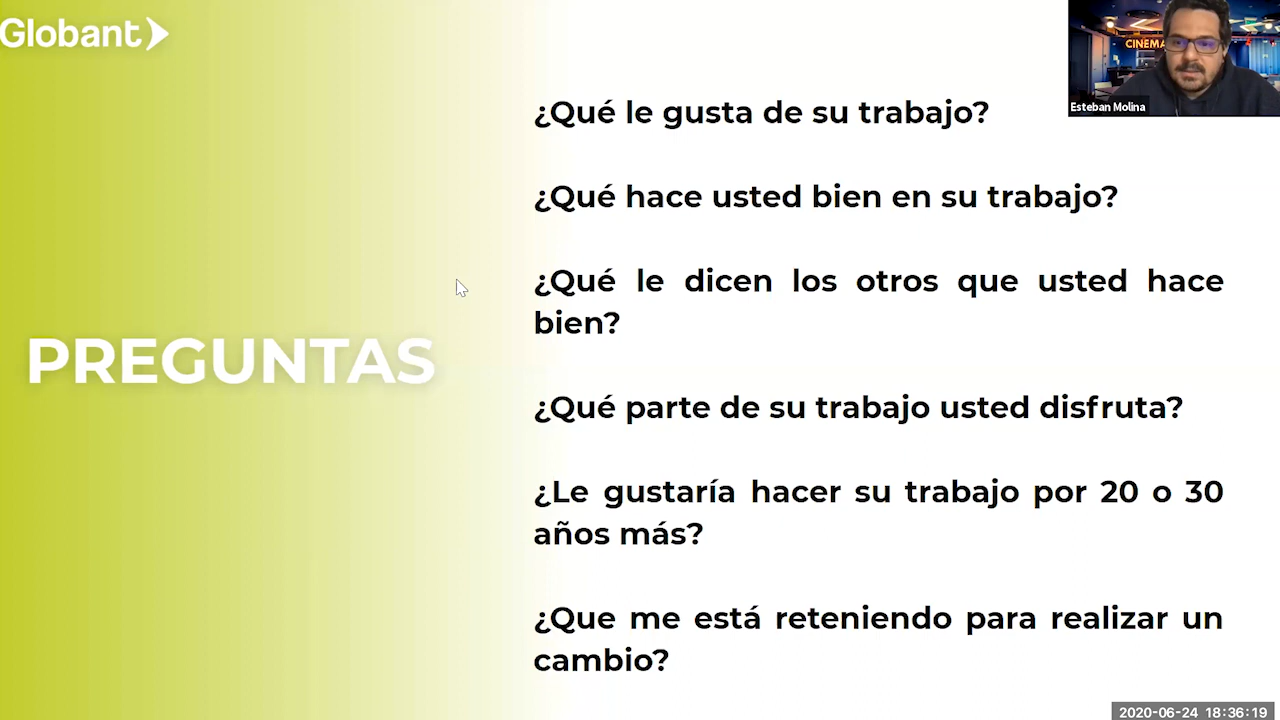 Globant
CINEMA
Esteban Molina
¿Qué le gusta de su trabajo?
¿Qué hace usted bien en su trabajo?
¿Qué le dicen los otros que usted hace
bien?
PREGUNTAS
¿Qué parte de su trabajo usted disfruta?
¿Le gustaría hacer su trabajo por 20 o 30
años más?
¿Que me está reteniendo para realizar un
cambio?
2020-06-24 18:36:19